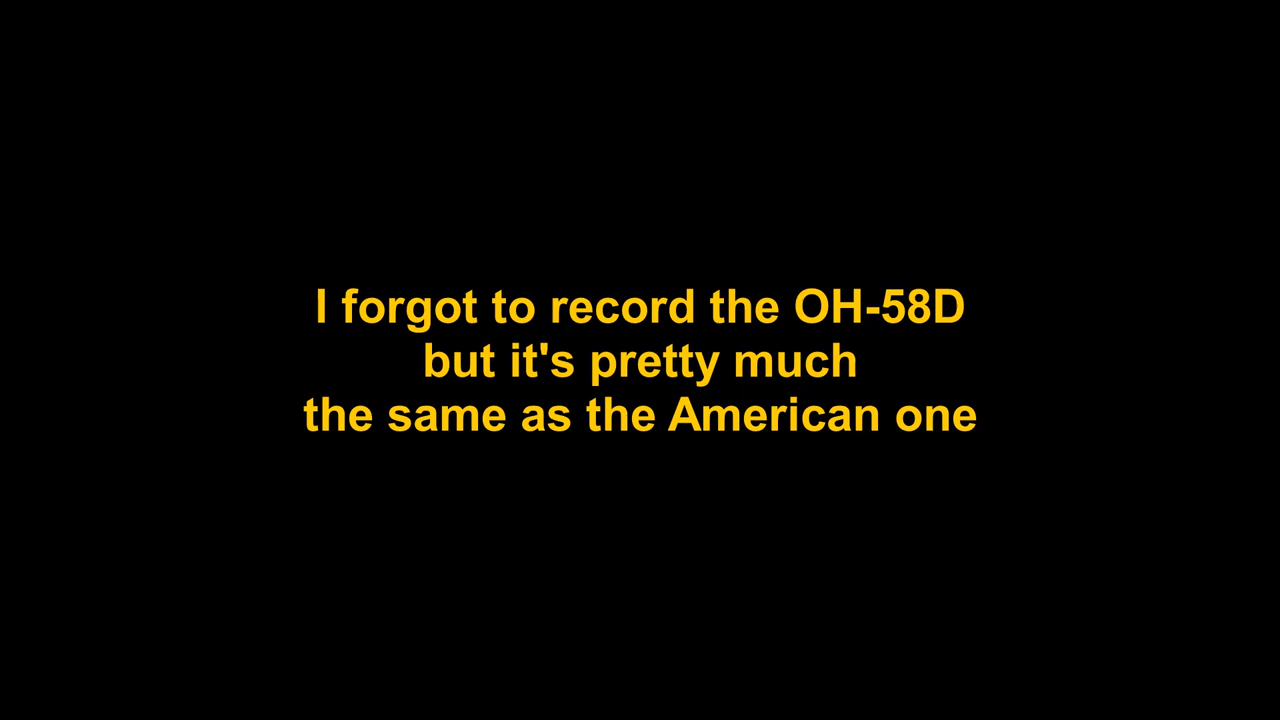 I forgot to record the OH-58D
but it's pretty much
the same as the American one